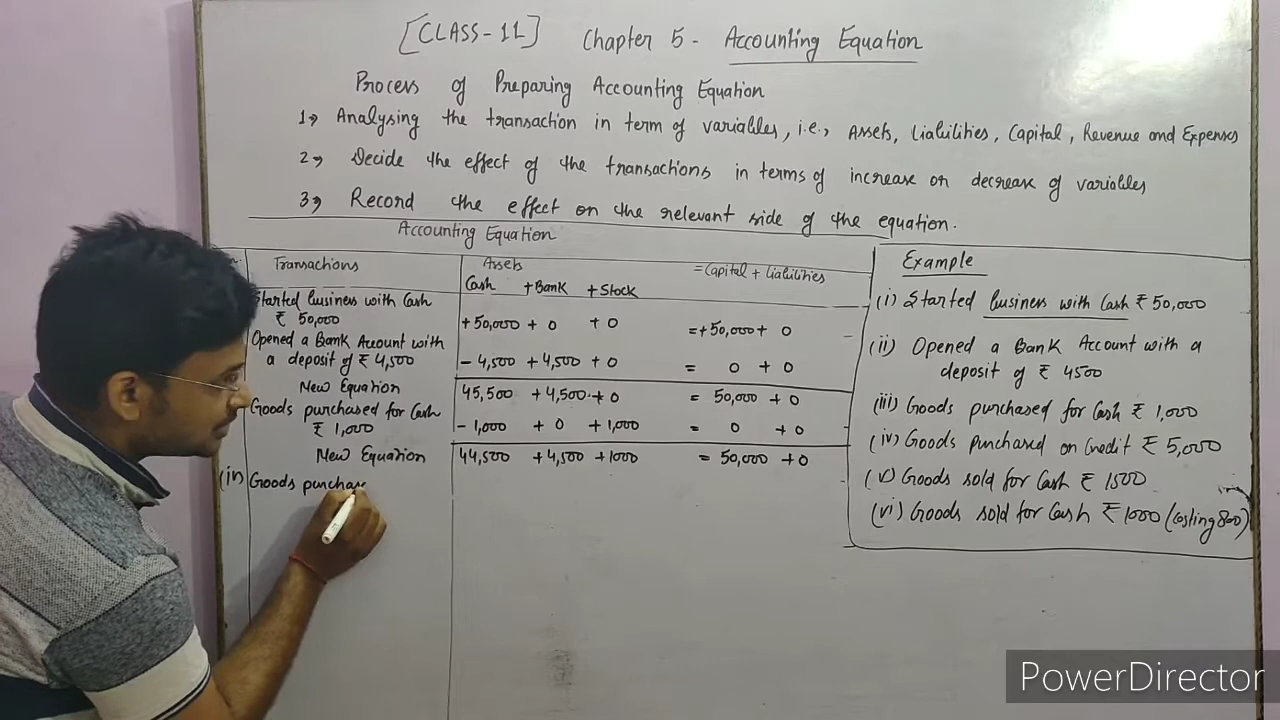 [CLASS-11] Chapter 5 - Accounting Equation
Process of Preparing Accounting Equation
1) Analysing the transaction in term of variables, i.e., Assets, Liabilities, Capital, Revenue and Expenses
2) Decide the effect of the transactions in terms of increase or decrease of variables
3) Record the effect on the relevant side of the equation.
Accounting Equation
Transactions Assets = Capital + Liabilities
Cash + Bank + Stock
Started business with Cash
₹ 50,000 +50,000 + 0 + 0 = +50,000 + 0
Opened a Bank Account with
a deposit of ₹ 4,500 - 4,500 + 4,500 + 0 = 0 + 0
New Equation 45,500 + 4,500 + 0 = 50,000 + 0
Goods purchased for Cash
₹ 1,000 - 1,000 + 0 + 1,000 = 0 + 0
New Equation 44,500 + 4,500 + 1000 = 50,000 + 0
(iv) Goods purchase
Example
(i) Started business with Cash ₹ 50,000
(ii) Opened a Bank Account with a
deposit of ₹ 4500
(iii) Goods purchased for Cash ₹ 1,000
(iv) Goods purchased on Credit ₹ 5,000
(v) Goods sold for Cash ₹ 1500
(vi) Goods sold for Cash ₹ 1000 (Costing 800)
PowerDirector